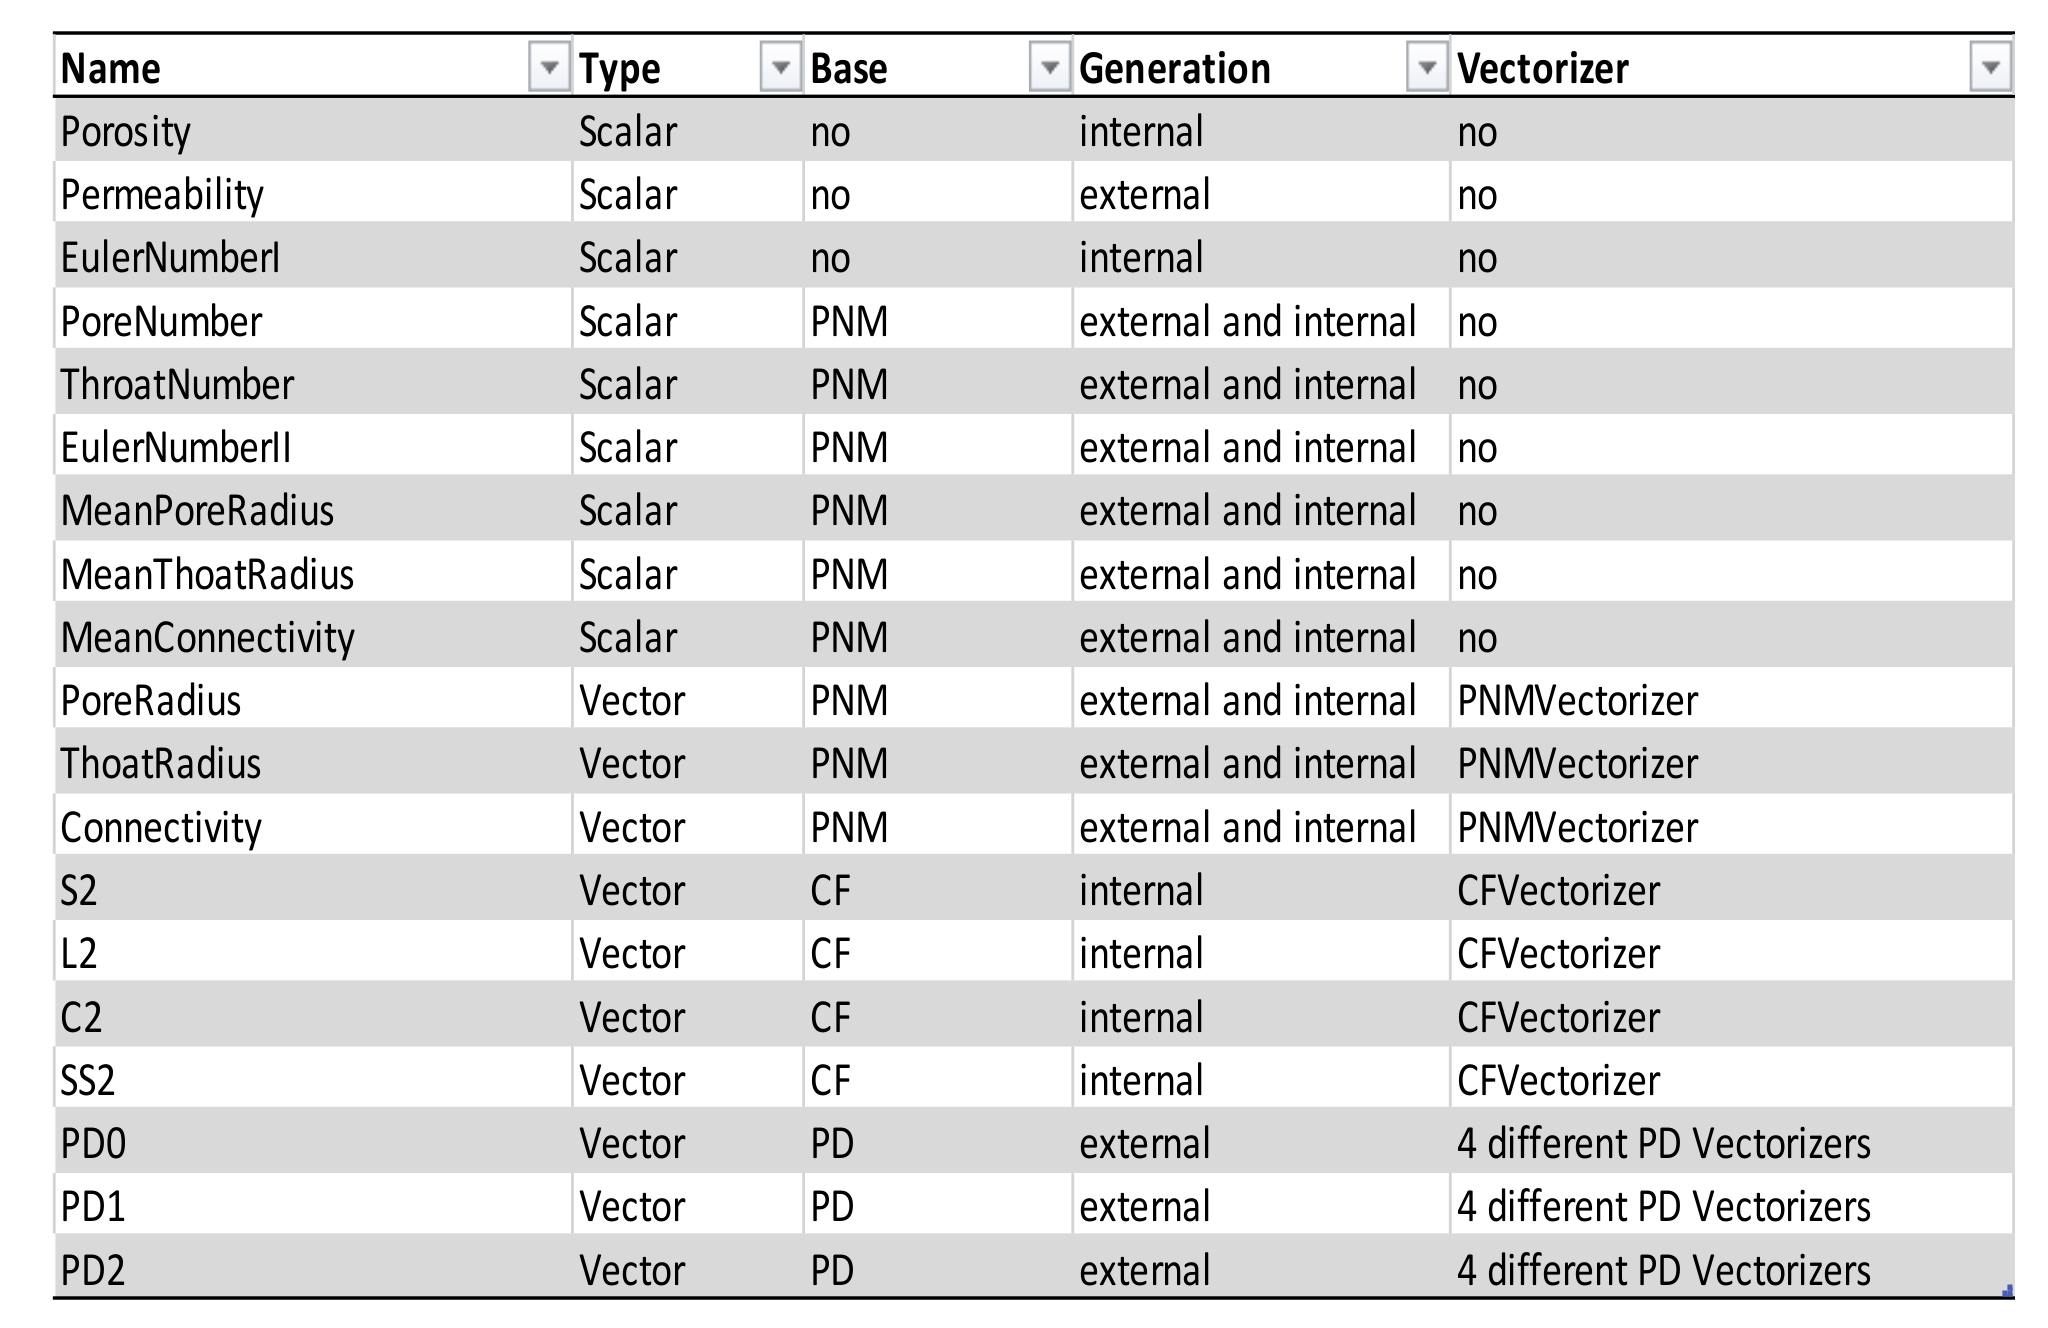 Name Type Base Generation Vectorizer
Porosity Scalar no internal no
Permeability Scalar no external no
EulerNumberI Scalar no internal no
PoreNumber Scalar PNM external and internal no
ThroatNumber Scalar PNM external and internal no
EulerNumberII Scalar PNM external and internal no
MeanPoreRadius Scalar PNM external and internal no
MeanThoatRadius Scalar PNM external and internal no
MeanConnectivity Scalar PNM external and internal no
PoreRadius Vector PNM external and internal PNMVectorizer
ThoatRadius Vector PNM external and internal PNMVectorizer
Connectivity Vector PNM external and internal PNMVectorizer
S2 Vector CF internal CFVectorizer
L2 Vector CF internal CFVectorizer
C2 Vector CF internal CFVectorizer
SS2 Vector CF internal CFVectorizer
PD0 Vector PD external 4 different PD Vectorizers
PD1 Vector PD external 4 different PD Vectorizers
PD2 Vector PD external 4 different PD Vectorizers